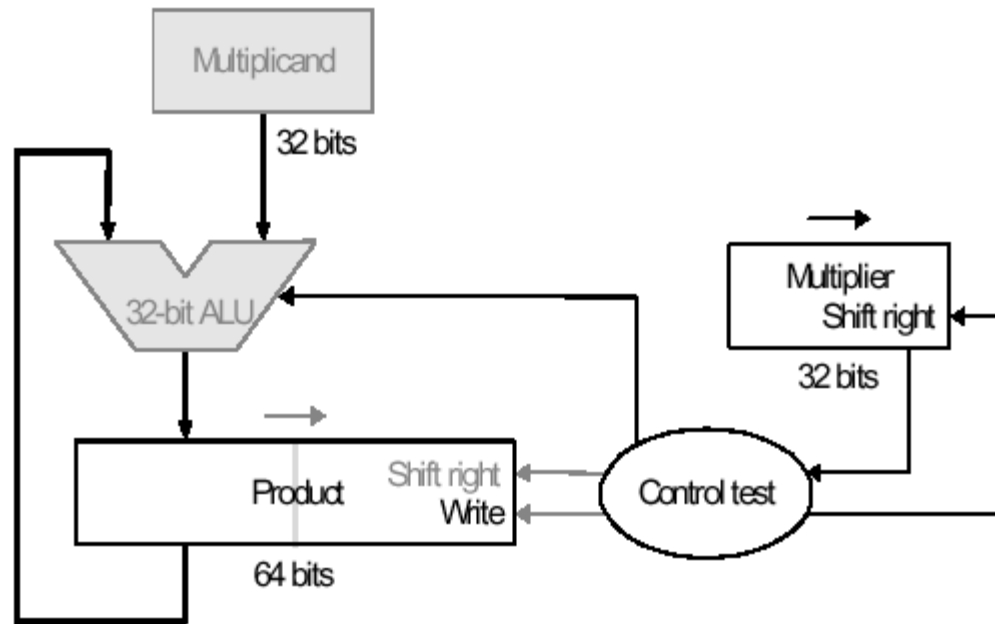 Multiplicand
32 bits
32-bit ALU
Multiplier
Shift right
32 bits
Product
Shift right
Write
64 bits
Control test